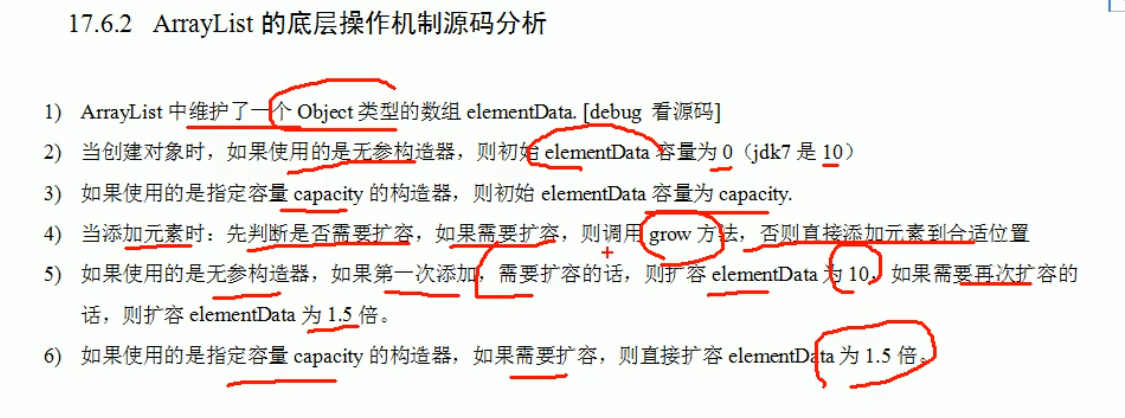 17.6.2 ArrayList 的底层操作机制源码分析
1) ArrayList 中维护了一个 Object 类型的数组 elementData. [debug 看源码]
2) 当创建对象时，如果使用的是无参构造器，则初始 elementData 容量为 0（jdk7 是 10）
3) 如果使用的是指定容量 capacity 的构造器，则初始 elementData 容量为 capacity.
4) 当添加元素时：先判断是否需要扩容，如果需要扩容，则调用 grow 方法，否则直接添加元素到合适位置
5) 如果使用的是无参构造器，如果第一次添加，需要扩容的话，则扩容 elementData 为 10，如果需要再次扩容的
话，则扩容 elementData 为 1.5 倍。
6) 如果使用的是指定容量 capacity 的构造器，如果需要扩容，则直接扩容 elementData 为 1.5 倍。